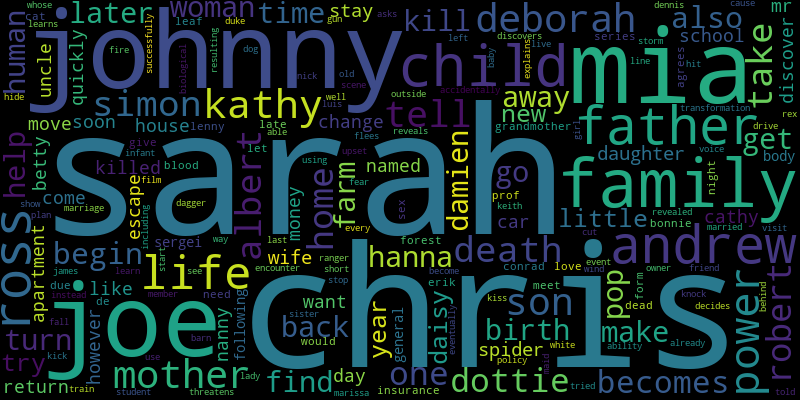 johnny
sarah
chris
mia
joe
family
father
child
life
andrew
deborah
kathy
simon
tell
albert
mother
ross
death
son
hanna
power
robert
damien
becomes
dottie
birth
daisy
pop
make
find
one
back
home
farm
help
human
later
woman
time
stay
kill
also
school
mr
take
discover
get
away
new
go
little
daughter
cathy
body
begin
turn
try
return
apartment
like
however
nanny
following
wife
year
general
spider
want
day
money
escape
killed
house
move
soon
quickly
uncle
betty
come
change
named
car
sex
prof
keith
grandmother
series
agrees
discovers
explains
live
baby
left
hit
storm
line
cause
dennis
duke
gun
asks
whose
cat
learns
leaf
hide
fire
successfully
biological
resulting
dog
nick
old
scene
outside
well
luis
accidentally
flees
reveals
upset
late
able
let
using
fear
every
lenny
give
infant
film
blood
dagger
show
plan
marriage
including
sergei
way
last
encounter
start
see
james
learn
due
instead
de
fall
member
kick
use
barn
train
student
threatens
lady
need
sister
would
marissa
insurance
stop
short
ranger
forest
conrad
become
erik
meet
love
eventually
kiss
white
policy
maid
tried
cut
wind
event
form
owner
friend
dead
decides
knock
ability
already
behind
told
visit
married
revealed
bonnie
night
girl
voice
transformation
drive
rex